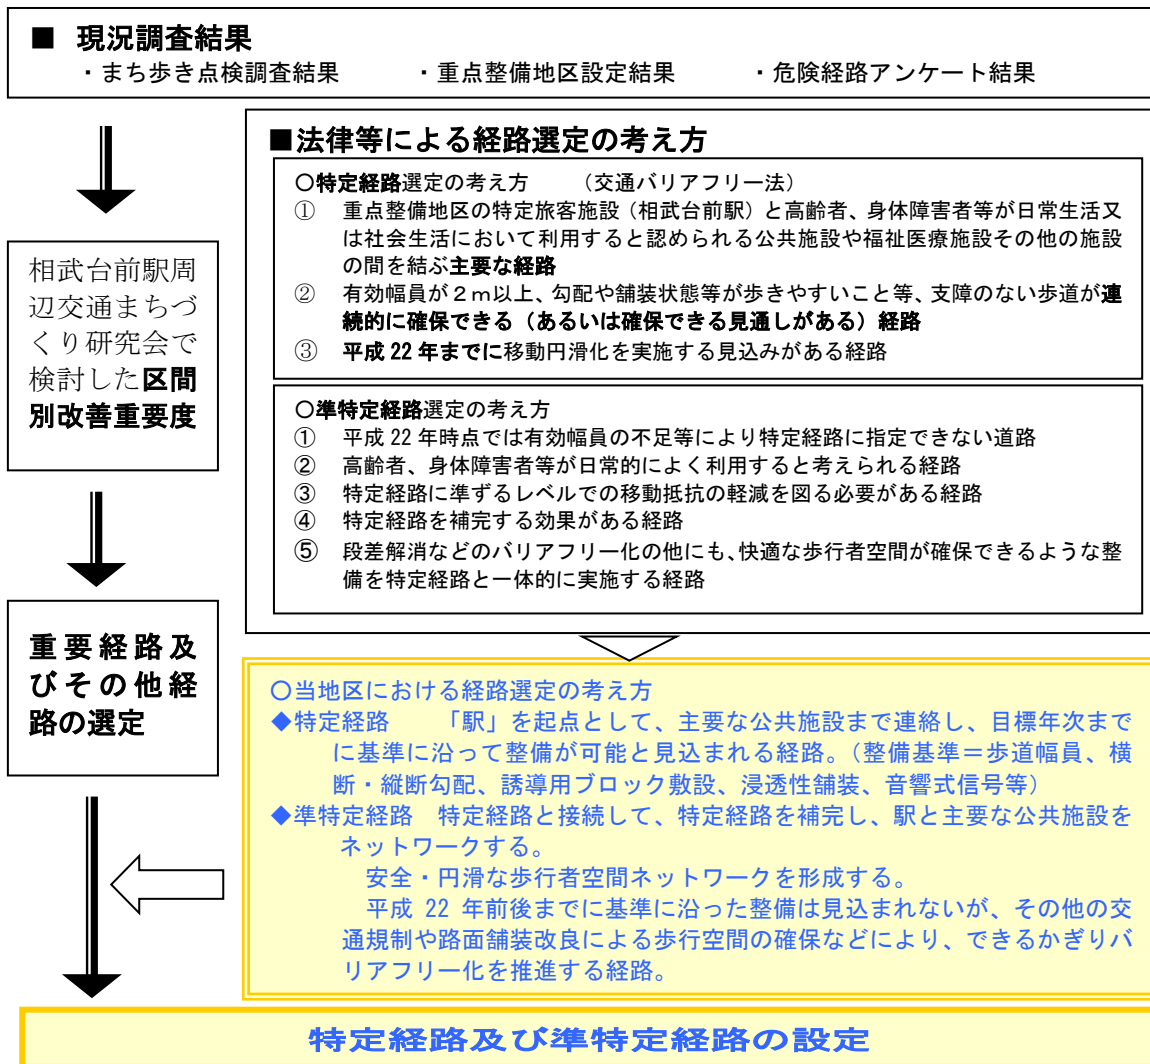 ■ 現況調査結果
・まち歩き点検調査結果 ・重点整備地区設定結果 ・危険経路アンケート結果
■法律等による経路選定の考え方
○特定経路選定の考え方 （交通バリアフリー法）
① 重点整備地区の特定旅客施設（相武台前駅）と高齢者、身体障害者等が日常生活又
は社会生活において利用すると認められる公共施設や福祉医療施設その他の施設
の間を結ぶ主要な経路
② 有効幅員が２ｍ以上、勾配や舗装状態等が歩きやすいこと等、支障のない歩道が連
続的に確保できる（あるいは確保できる見通しがある）経路
③ 平成 22 年までに移動円滑化を実施する見込みがある経路
○準特定経路選定の考え方
① 平成 22 年時点では有効幅員の不足等により特定経路に指定できない道路
② 高齢者、身体障害者等が日常的によく利用すると考えられる経路
③ 特定経路に準ずるレベルでの移動抵抗の軽減を図る必要がある経路
④ 特定経路を補完する効果がある経路
⑤ 段差解消などのバリアフリー化の他にも、快適な歩行者空間が確保できるような整
備を特定経路と一体的に実施する経路
相武台前駅周
辺交通まちづ
くり研究会で
検討した区間
別改善重要度
重要経路及
びその他経
路の選定
○当地区における経路選定の考え方
◆特定経路 「駅」を起点として、主要な公共施設まで連絡し、目標年次まで
に基準に沿って整備が可能と見込まれる経路。（整備基準＝歩道幅員、横
断・縦断勾配、誘導用ブロック敷設、浸透性舗装、音響式信号等）
◆準特定経路 特定経路と接続して、特定経路を補完し、駅と主要な公共施設を
ネットワークする。
安全・円滑な歩行者空間ネットワークを形成する。
平成 22 年前後までに基準に沿った整備は見込まれないが、その他の交
通規制や路面舗装改良による歩行空間の確保などにより、できるかぎりバ
リアフリー化を推進する経路。
特定経路及び準特定経路の設定